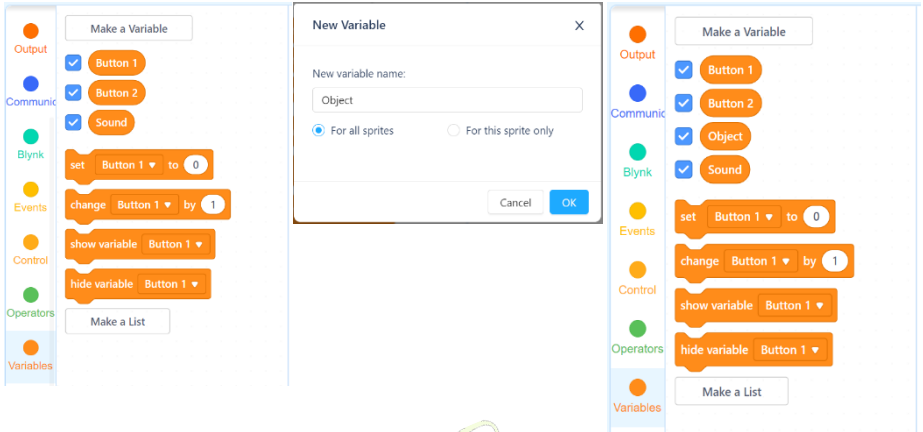 Make a Variable
Output
Button 1
Communic
Button 2
Sound
Blynk
set Button 1 ▾ to 0
Events
change Button 1 ▾ by 1
Control
show variable Button 1 ▾
hide variable Button 1 ▾
Operators
Make a List
Variables
New Variable X
New variable name:
Object
For all sprites For this sprite only
Cancel OK
Make a Variable
Output
Button 1
Communic
Button 2
Object
Blynk
Sound
Events
set Button 1 ▾ to 0
change Button 1 ▾ by 1
Control
show variable Button 1 ▾
Operators
hide variable Button 1 ▾
Variables
Make a List